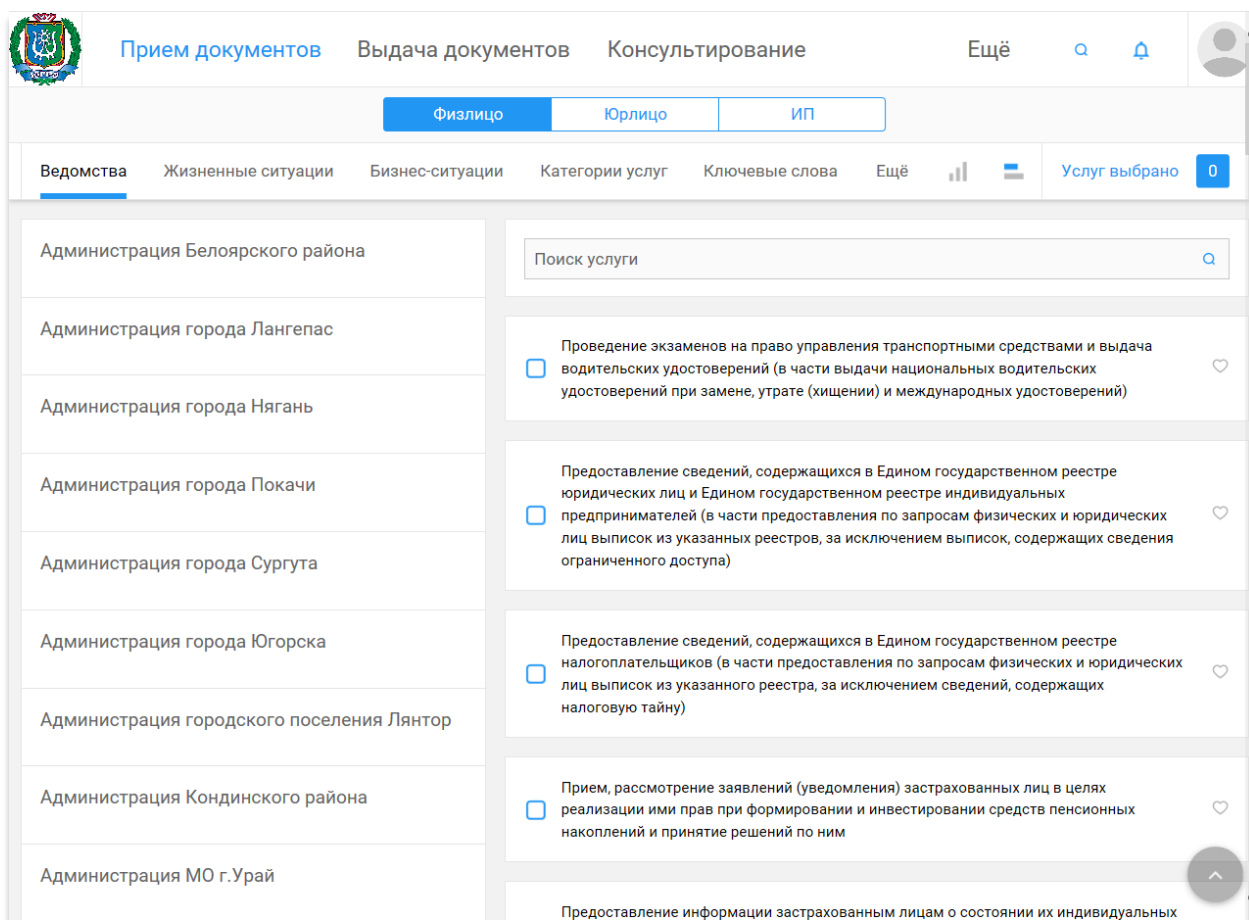 Прием документов
Выдача документов
Консультирование
Ещё
Физлицо
Юрлицо
ИП
Ведомства
Жизненные ситуации
Бизнес-ситуации
Категории услуг
Ключевые слова
Ещё
Услуг выбрано
0
Администрация Белоярского района
Администрация города Лангепас
Администрация города Нягань
Администрация города Покачи
Администрация города Сургута
Администрация города Югорска
Администрация городского поселения Лянтор
Администрация Кондинского района
Администрация МО г.Урай
Поиск услуги
Проведение экзаменов на право управления транспортными средствами и выдача
водительских удостоверений (в части выдачи национальных водительских
удостоверений при замене, утрате (хищении) и международных удостоверений)
Предоставление сведений, содержащихся в Едином государственном реестре
юридических лиц и Едином государственном реестре индивидуальных
предпринимателей (в части предоставления по запросам физических и юридических
лиц выписок из указанных реестров, за исключением выписок, содержащих сведения
ограниченного доступа)
Предоставление сведений, содержащихся в Едином государственном реестре
налогоплательщиков (в части предоставления по запросам физических и юридических
лиц выписок из указанного реестра, за исключением сведений, содержащих
налоговую тайну)
Прием, рассмотрение заявлений (уведомления) застрахованных лиц в целях
реализации ими прав при формировании и инвестировании средств пенсионных
накоплений и принятие решений по ним
Предоставление информации застрахованным лицам о состоянии их индивидуальных